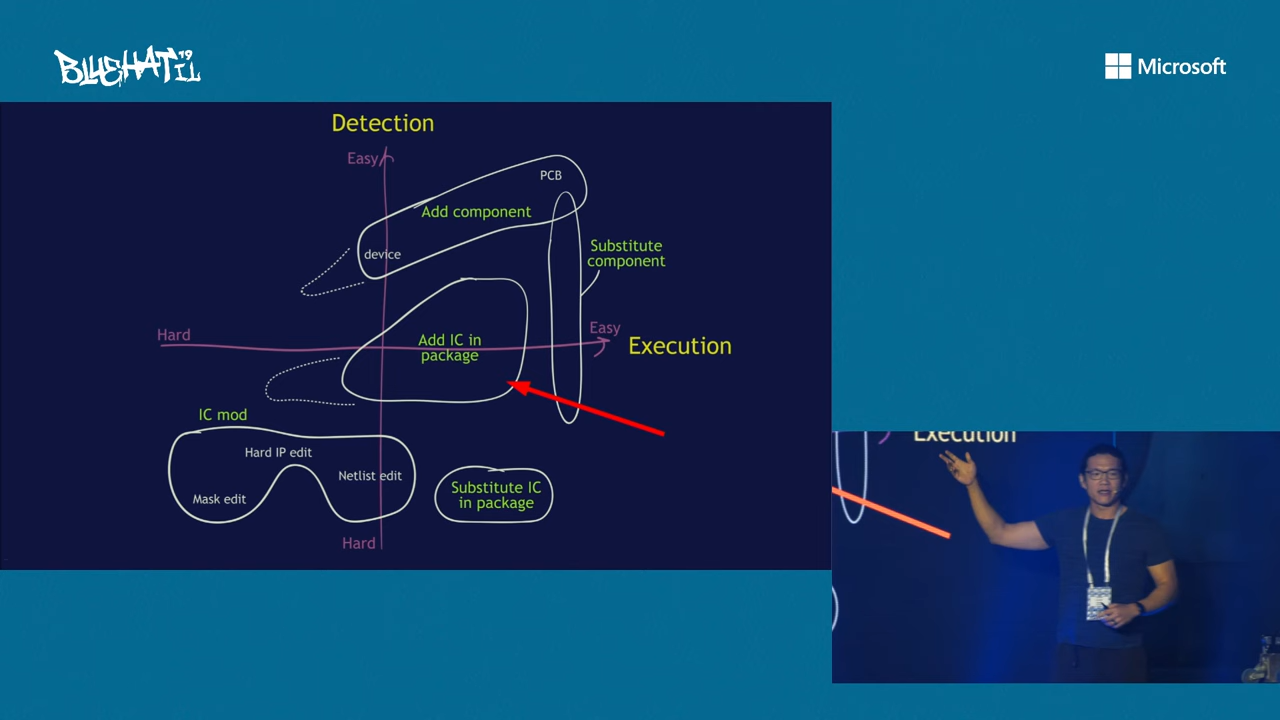 BLUEHAT IL '19
Microsoft
Detection
Easy
PCB
Add component
Substitute
component
device
Hard
Easy
Add IC in
package
Execution
IC mod
Hard IP edit
Netlist edit
Mask edit
Substitute IC
in package
Hard
Execution